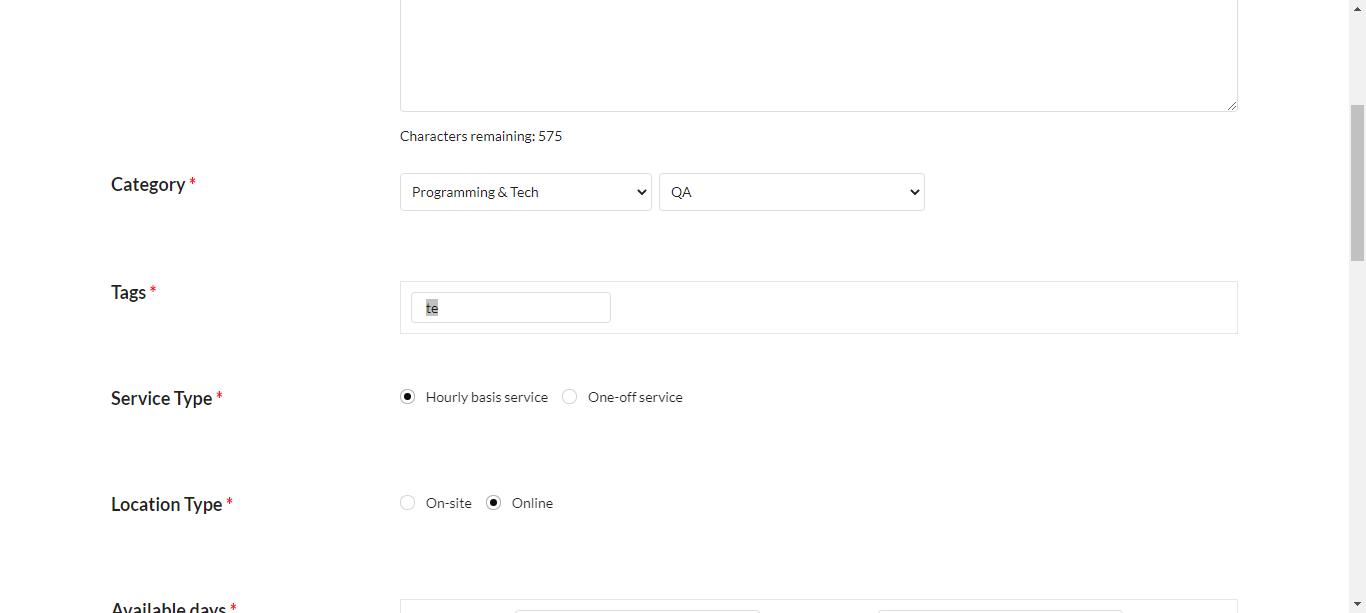 Characters remaining: 575
Category *
Programming & Tech
QA
Tags *
te
Service Type *
Hourly basis service
One-off service
Location Type *
On-site
Online
Available days *